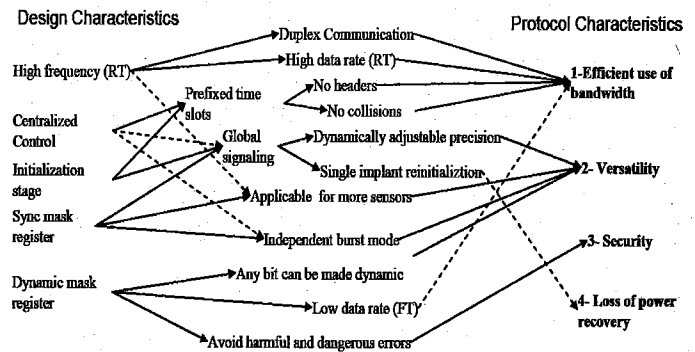 Design Characteristics
Protocol Characteristics
Duplex Communication
High data rate (RT)
High frequency (RT)
1-Efficient use of
bandwidth
No headers
Prefixed time
slots
No collisions
Centralized
Control
Global
signaling
Dynamically adjustable precision
Initialization
stage
Single implant reinitializtion
2- Versatility
Applicable for more sensors
Sync mask
register
Independent burst mode
3- Security
Any bit can be made dynamic
Dynamic mask
register
Low data rate (FT)
4- Loss of power
recovery
Avoid harmful and dangerous errors